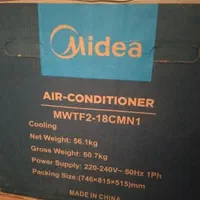 Midea
AIR-CONDITIONER
MWTF2-18CMN1
Cooling
Net Weight: 56.1kg
Gross Weight: 60.7kg
Power Supply: 220-240V~ 50Hz 1Ph
Packing Size (746×815×515)mm
MADE IN CHINA